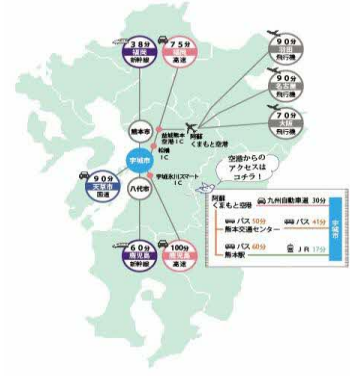 38分
福岡
新幹線
75分
福岡
高速
90分
羽田
飛行機
90分
名古屋
飛行機
70分
大阪
飛行機
熊本市
益城熊本
空港IC
阿蘇
くまもと空港
松橋
IC
宇城市
宇城氷川スマート
IC
八代市
90分
天草市
国道
空港からの
アクセスは
コチラ!
60分
鹿児島
新幹線
100分
鹿児島
高速
阿蘇
くまもと空港
九州自動車道 30分
バス 50分
バス 41分
熊本交通センター
バス 60分
JR 17分
熊本駅
宇城市